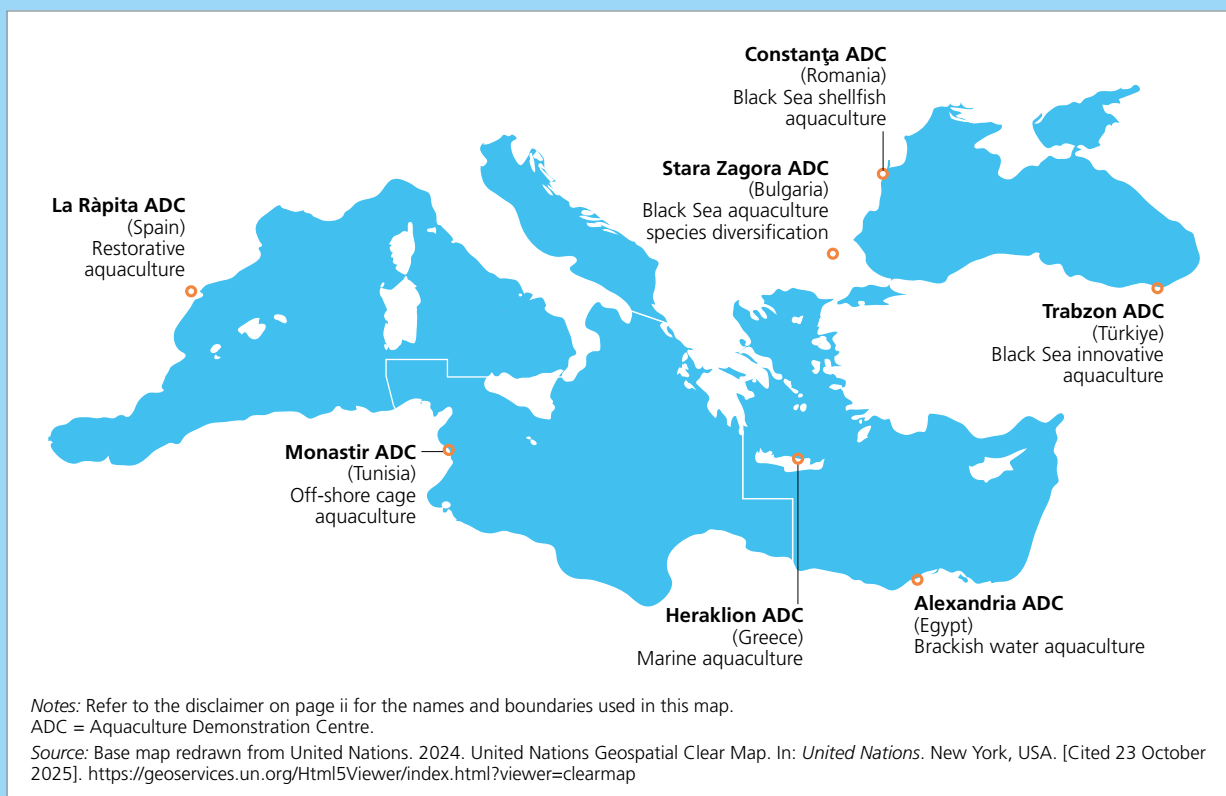 Constanţa ADC
(Romania)
Black Sea shellfish
aquaculture
Stara Zagora ADC
(Bulgaria)
Black Sea aquaculture
species diversification
La Ràpita ADC
(Spain)
Restorative
aquaculture
Trabzon ADC
(Türkiye)
Black Sea innovative
aquaculture
Monastir ADC
(Tunisia)
Off-shore cage
aquaculture
Heraklion ADC
(Greece)
Marine aquaculture
Alexandria ADC
(Egypt)
Brackish water aquaculture
Notes: Refer to the disclaimer on page ii for the names and boundaries used in this map.
ADC = Aquaculture Demonstration Centre.
Source: Base map redrawn from United Nations. 2024. United Nations Geospatial Clear Map. In: United Nations. New York, USA. [Cited 23 October
2025]. https://geoservices.un.org/Html5Viewer/index.html?viewer=clearmap